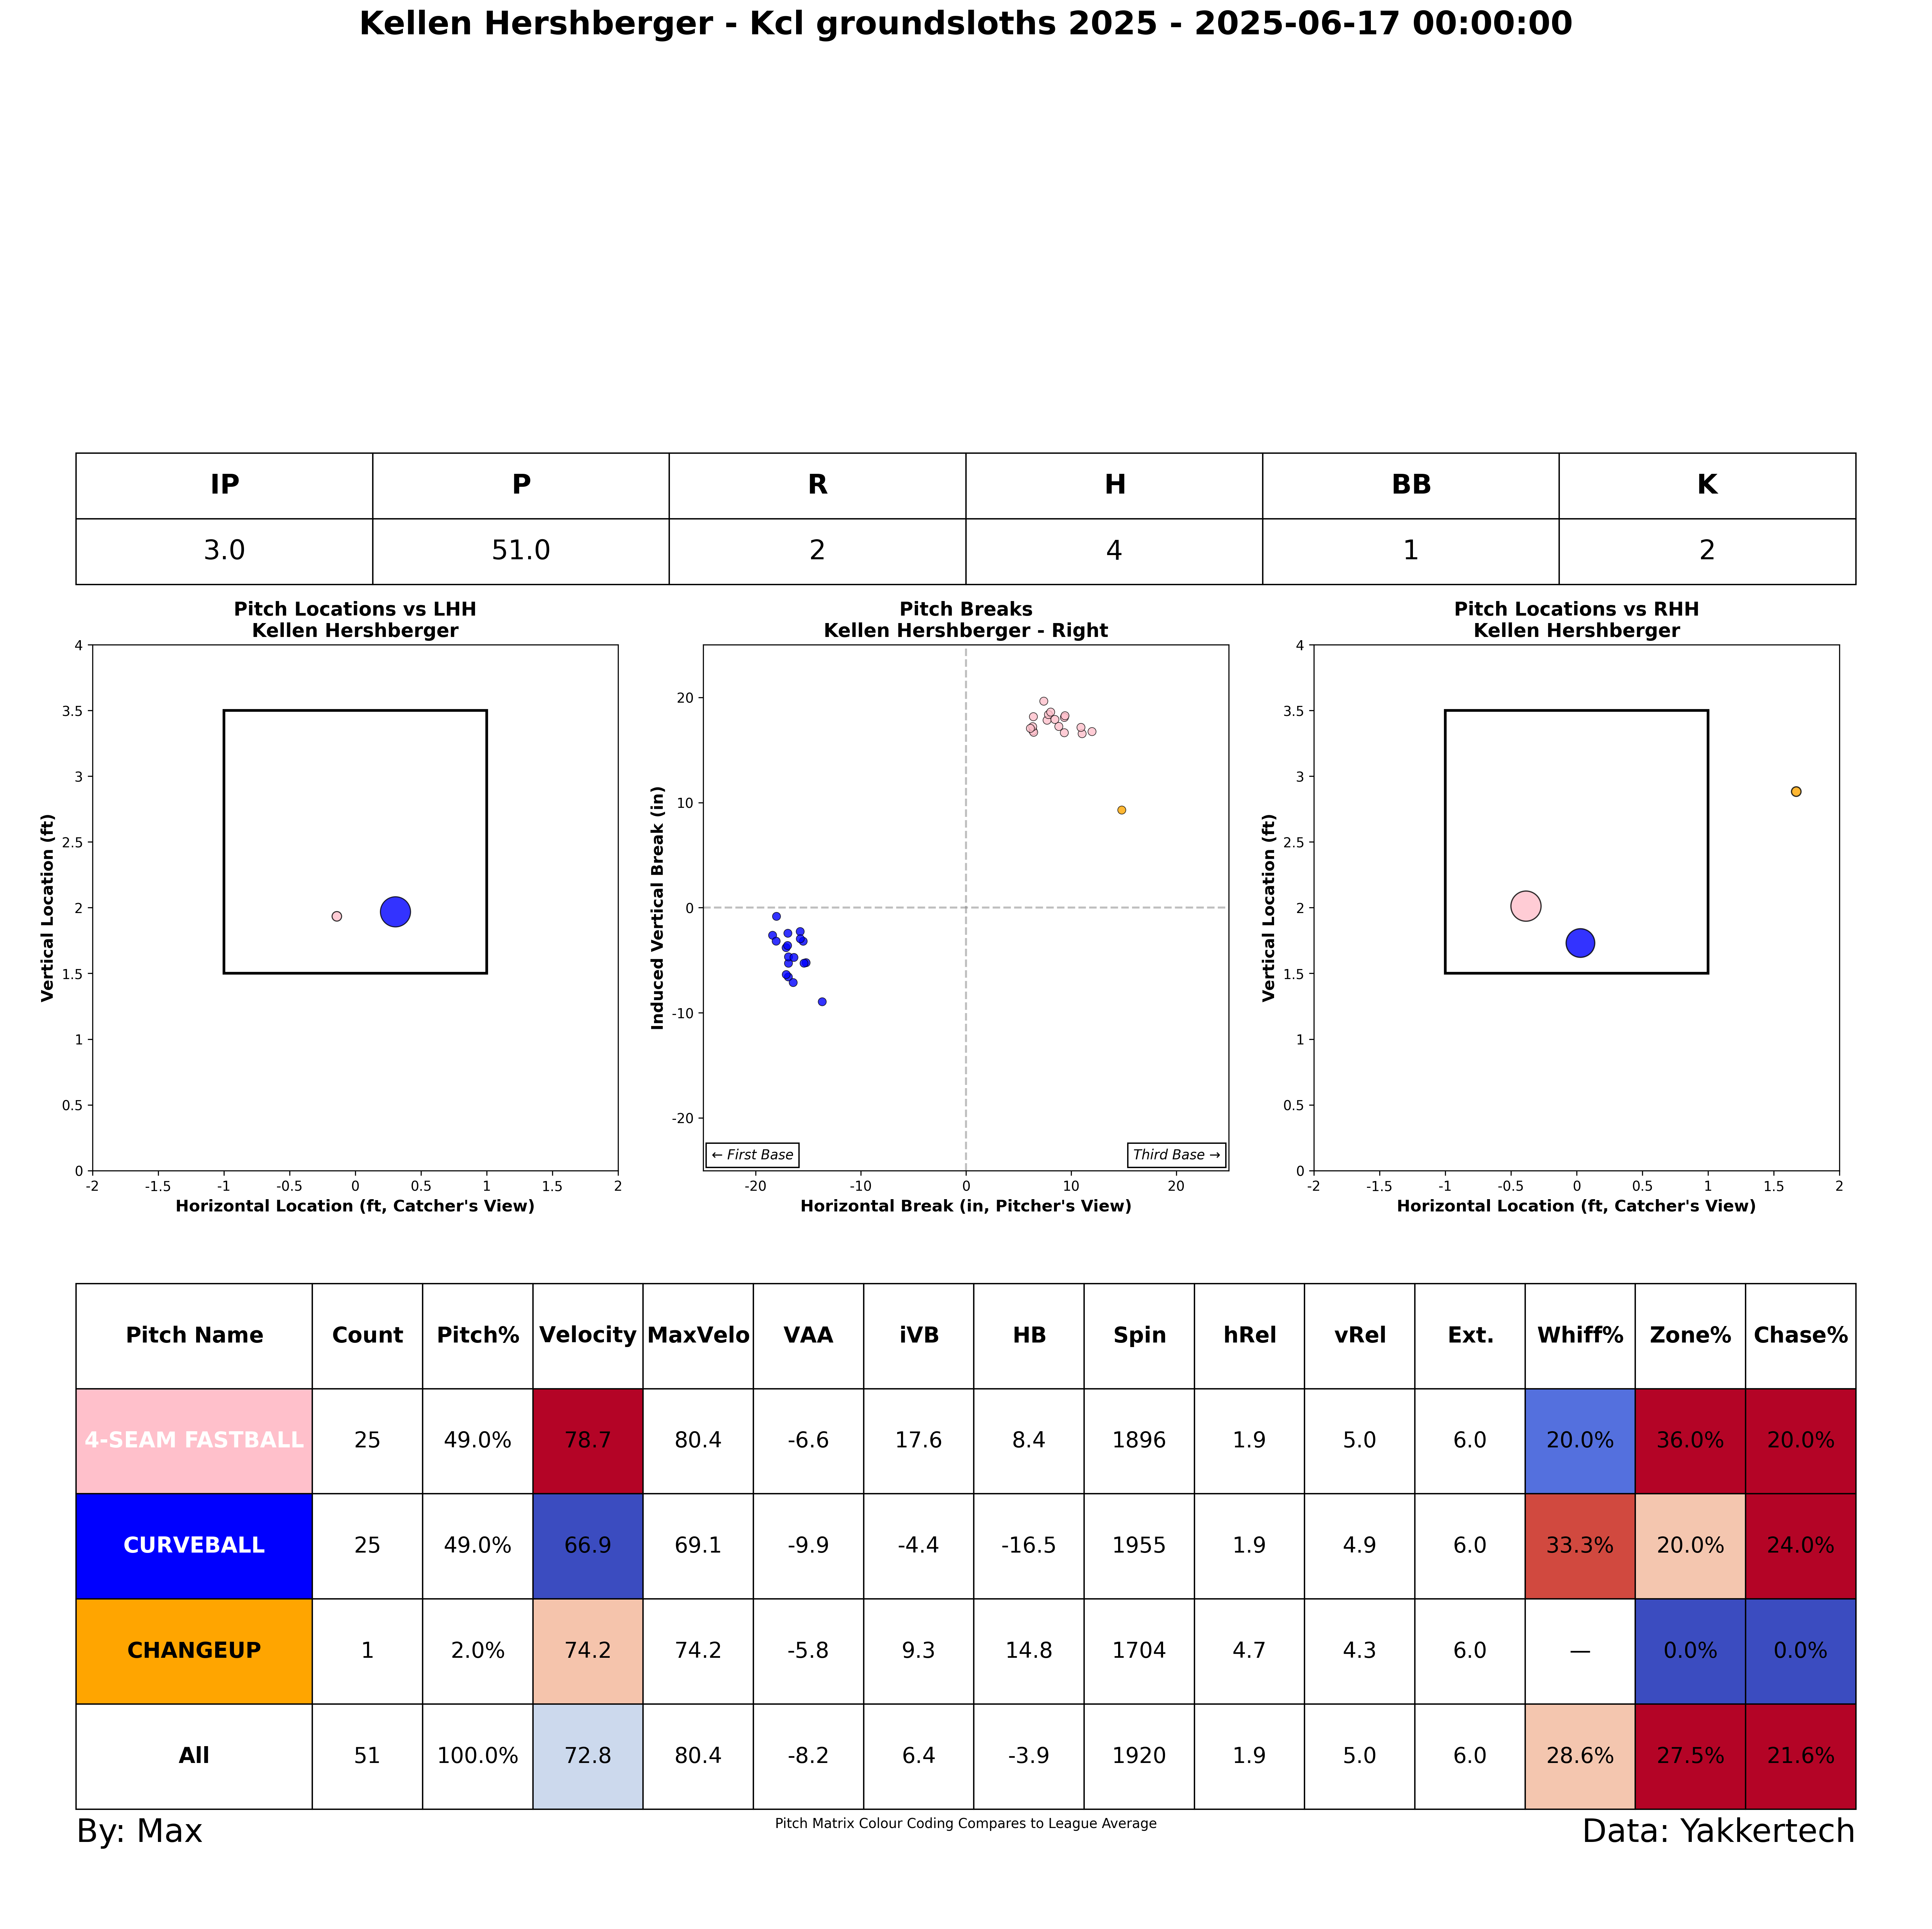 Kellen Hershberger - Kcl groundsloths 2025 - 2025-06-17 00:00:00
IP P R H BB K
3.0 51.0 2 4 1 2
Pitch Locations vs LHH
Kellen Hershberger
4
3.5
3
2.5
2
1.5
1
0.5
0
-2 -1.5 -1 -0.5 0 0.5 1 1.5 2
Vertical Location (ft)
Horizontal Location (ft, Catcher's View)
Pitch Breaks
Kellen Hershberger - Right
20
10
0
-10
-20
-20 -10 0 10 20
Induced Vertical Break (in)
← First Base
Third Base →
Horizontal Break (in, Pitcher's View)
Pitch Locations vs RHH
Kellen Hershberger
4
3.5
3
2.5
2
1.5
1
0.5
0
-2 -1.5 -1 -0.5 0 0.5 1 1.5 2
Vertical Location (ft)
Horizontal Location (ft, Catcher's View)
Pitch Name Count Pitch% Velocity MaxVelo VAA iVB HB Spin hRel vRel Ext. Whiff% Zone% Chase%
4-SEAM FASTBALL 25 49.0% 78.7 80.4 -6.6 17.6 8.4 1896 1.9 5.0 6.0 20.0% 36.0% 20.0%
CURVEBALL 25 49.0% 66.9 69.1 -9.9 -4.4 -16.5 1955 1.9 4.9 6.0 33.3% 20.0% 24.0%
CHANGEUP 1 2.0% 74.2 74.2 -5.8 9.3 14.8 1704 4.7 4.3 6.0 — 0.0% 0.0%
All 51 100.0% 72.8 80.4 -8.2 6.4 -3.9 1920 1.9 5.0 6.0 28.6% 27.5% 21.6%
By: Max
Pitch Matrix Colour Coding Compares to League Average
Data: Yakkertech